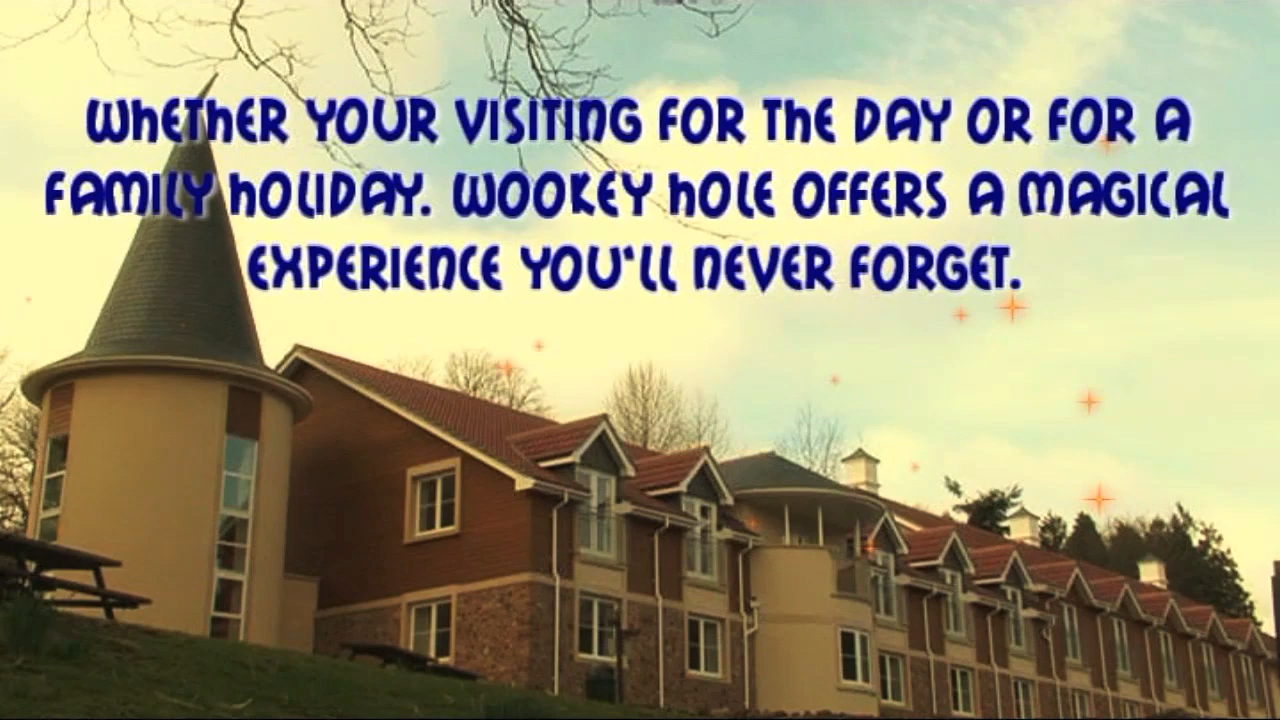 WHETHER YOUR VISITING FOR THE DAY OR FOR A
FAMILY HOLIDAY. WOOKEY HOLE OFFERS A MAGICAL
EXPERIENCE YOU'LL NEVER FORGET.